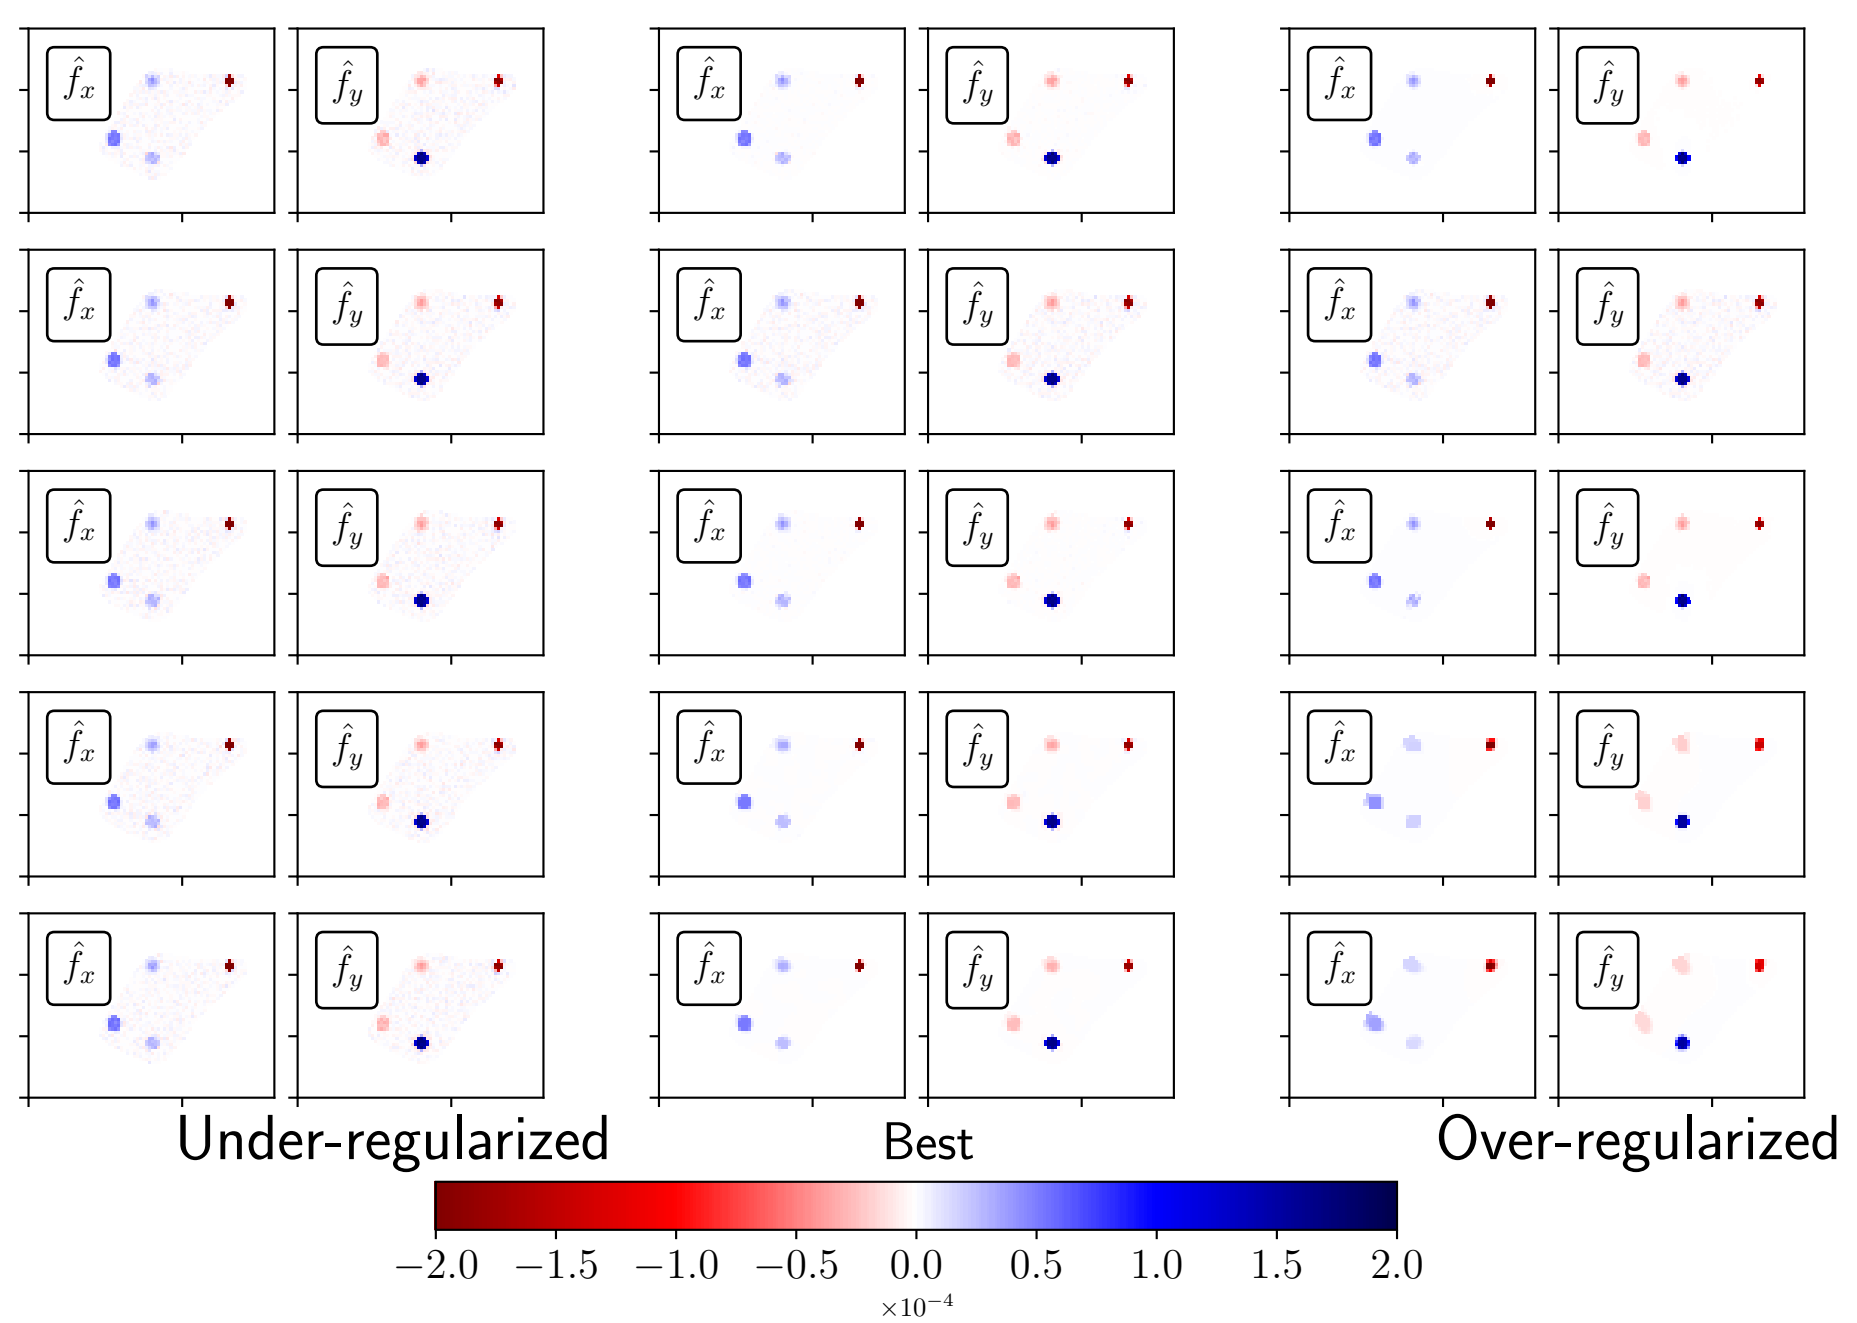 f̂x f̂y f̂x f̂y f̂x f̂y
f̂x f̂y f̂x f̂y f̂x f̂y
f̂x f̂y f̂x f̂y f̂x f̂y
f̂x f̂y f̂x f̂y f̂x f̂y
f̂x f̂y f̂x f̂y f̂x f̂y
Under-regularized Best Over-regularized
−2.0 −1.5 −1.0 −0.5 0.0 0.5 1.0 1.5 2.0
×10⁻⁴